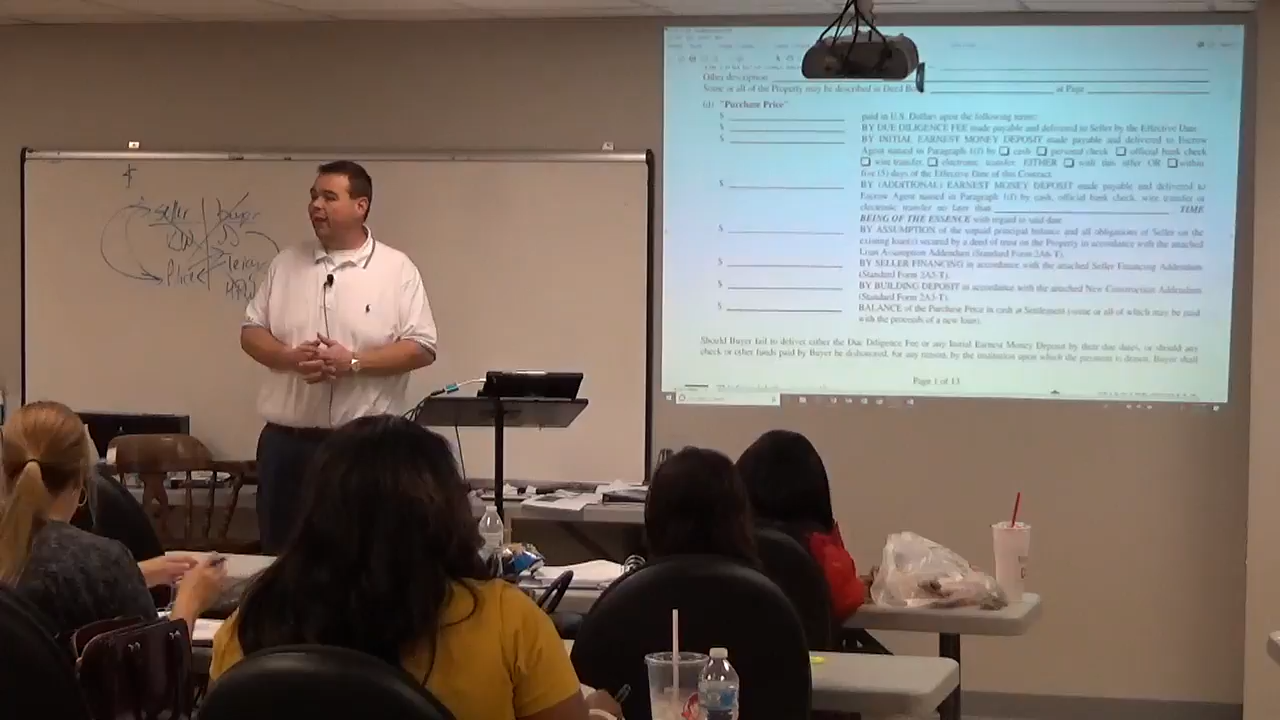 $
seller
buyer
Price
Other description
Some or all of the Property may be described in Deed at Page
(d) "Purchase Price"
$ paid in U.S. Dollars upon the following terms:
$ BY DUE DILIGENCE FEE made payable and delivered to Seller by the Effective Date
$ BY INITIAL EARNEST MONEY DEPOSIT made payable and delivered to Escrow
Agent named in Paragraph 1(f) by ☐ cash ☐ personal check ☐ official bank check
☐ wire transfer, ☐ electronic transfer, EITHER ☐ with this offer OR ☐ within
five (5) days of the Effective Date of this Contract.
$ BY (ADDITIONAL) EARNEST MONEY DEPOSIT made payable and delivered to
Escrow Agent named in Paragraph 1(f) by cash, official bank check, wire transfer or
electronic transfer no later than TIME
BEING OF THE ESSENCE with regard to said date.
$ BY ASSUMPTION of the unpaid principal balance and all obligations of Seller on the
existing loan(s) secured by a deed of trust on the Property in accordance with the attached
Loan Assumption Addendum (Standard Form 2A6-T).
$ BY SELLER FINANCING in accordance with the attached Seller Financing Addendum
(Standard Form 2A5-T).
$ BY BUILDING DEPOSIT in accordance with the attached New Construction Addendum
(Standard Form 2A3-T).
$ BALANCE of the Purchase Price in cash at Settlement (some or all of which may be paid
with the proceeds of a new loan).
Should Buyer fail to deliver either the Due Diligence Fee or any Initial Earnest Money Deposit by their due dates, or should any
check or other funds paid by Buyer be dishonored, for any reason, by the institution upon which the payment is drawn, Buyer shall
Page 1 of 13